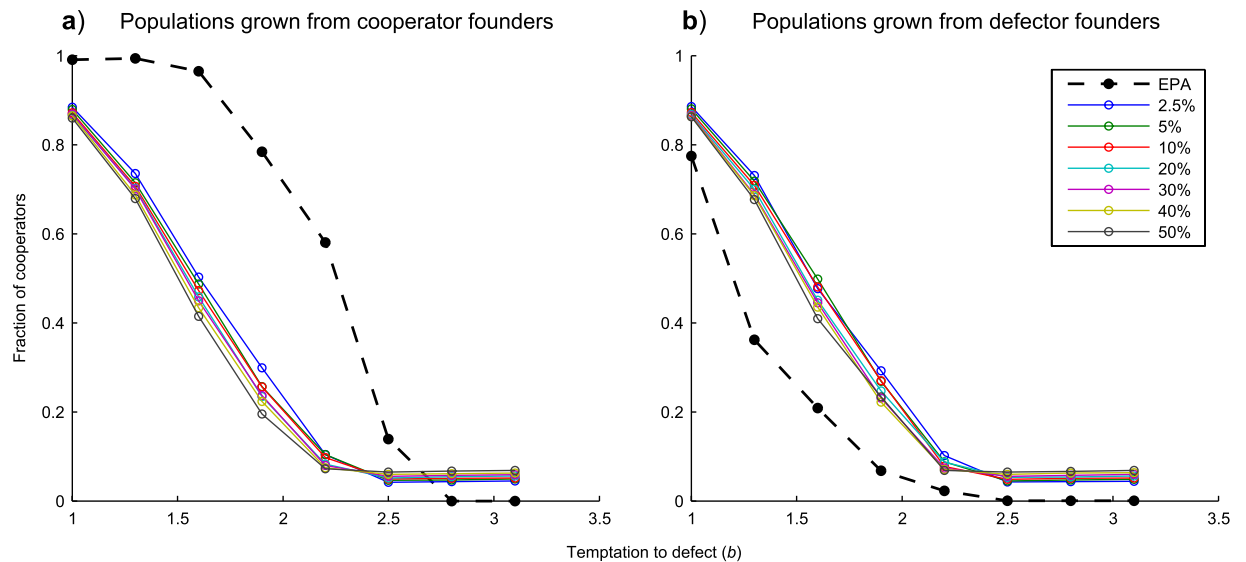 a) Populations grown from cooperator founders
b) Populations grown from defector founders
Fraction of cooperators
1
0.8
0.6
0.4
0.2
0
1 1.5 2 2.5 3 3.5
1
0.8
0.6
0.4
0.2
0
1 1.5 2 2.5 3 3.5
EPA
2.5%
5%
10%
20%
30%
40%
50%
Temptation to defect (b)